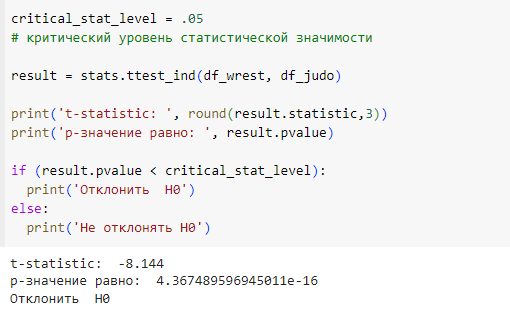 critical_stat_level = .05
# критический уровень статистической значимости
result = stats.ttest_ind(df_wrest, df_judo)
print('t-statistic: ', round(result.statistic,3))
print('p-значение равно: ', result.pvalue)
if (result.pvalue < critical_stat_level):
  print('Отклонить  H0')
else:
  print('Не отклонять H0')
t-statistic:  -8.144
p-значение равно:  4.367489596945011e-16
Отклонить  H0